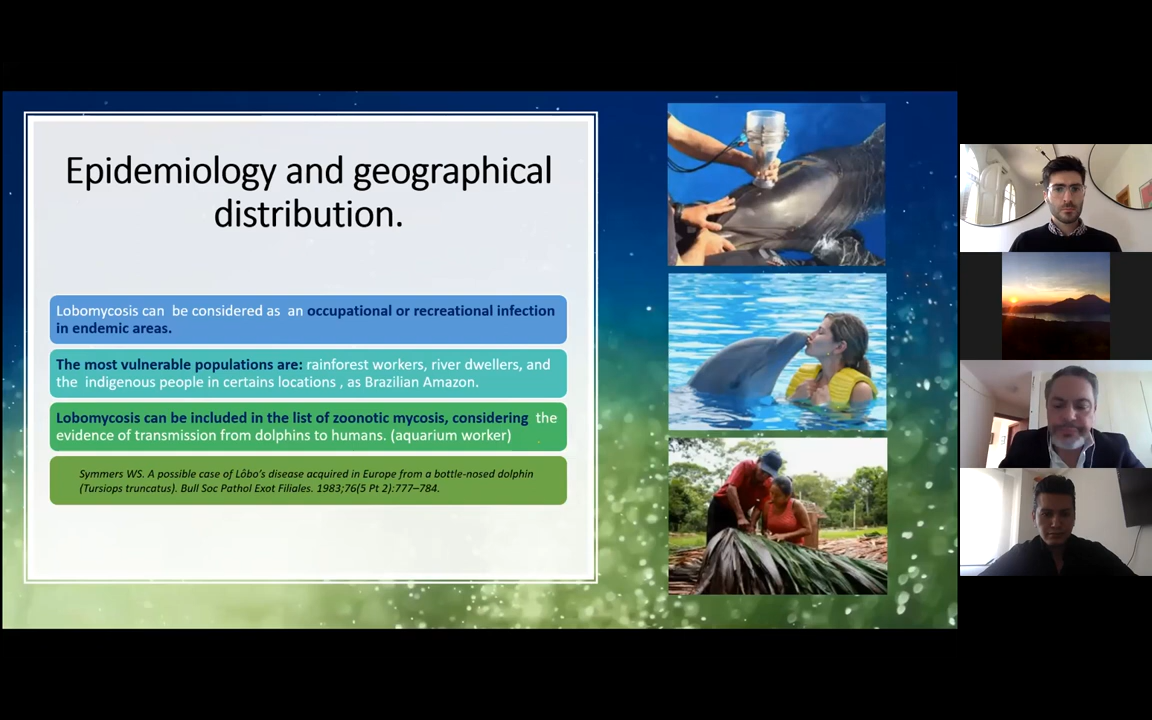 Epidemiology and geographical
distribution.
Lobomycosis can be considered as an occupational or recreational infection
in endemic areas.
The most vulnerable populations are: rainforest workers, river dwellers, and
the indigenous people in certains locations , as Brazilian Amazon.
Lobomycosis can be included in the list of zoonotic mycosis, considering the
evidence of transmission from dolphins to humans. (aquarium worker)
Symmers WS. A possible case of Lôbo's disease acquired in Europe from a bottle-nosed dolphin
(Tursiops truncatus). Bull Soc Pathol Exot Filiales. 1983;76(5 Pt 2):777–784.